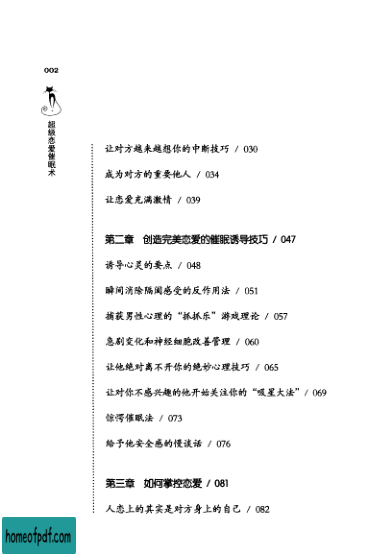 002
超级恋爱催眠术
让对方越来越想你的中断技巧 / 030
成为对方的重要他人 / 034
让恋爱充满激情 / 039
第二章 创造完美恋爱的催眠诱导技巧 / 047
诱导心灵的要点 / 048
瞬间消除隔阂感受的反作用法 / 051
捕获男性心理的“抓抓乐”游戏理论 / 057
急剧变化和神经细胞改善管理 / 060
让他绝对离不开你的绝妙心理技巧 / 065
让对你不感兴趣的他开始关注你的“吸星大法” / 069
惊愕催眠法 / 073
给予他安全感的慢谈话 / 076
第三章 如何掌控恋爱 / 081
人恋上的其实是对方身上的自己 / 082
homeofpdf.com